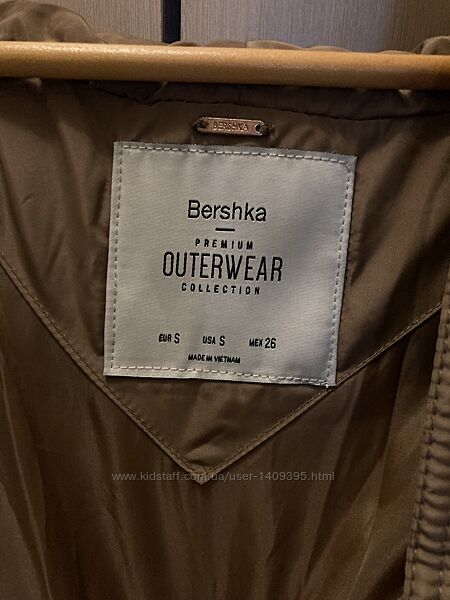 BERSHKA
Bershka
PREMIUM
OUTERWEAR
COLLECTION
EUR S USA S MEX 26
MADE IN VIETNAM
www.kidstaff.com.ua/user-1409395.html